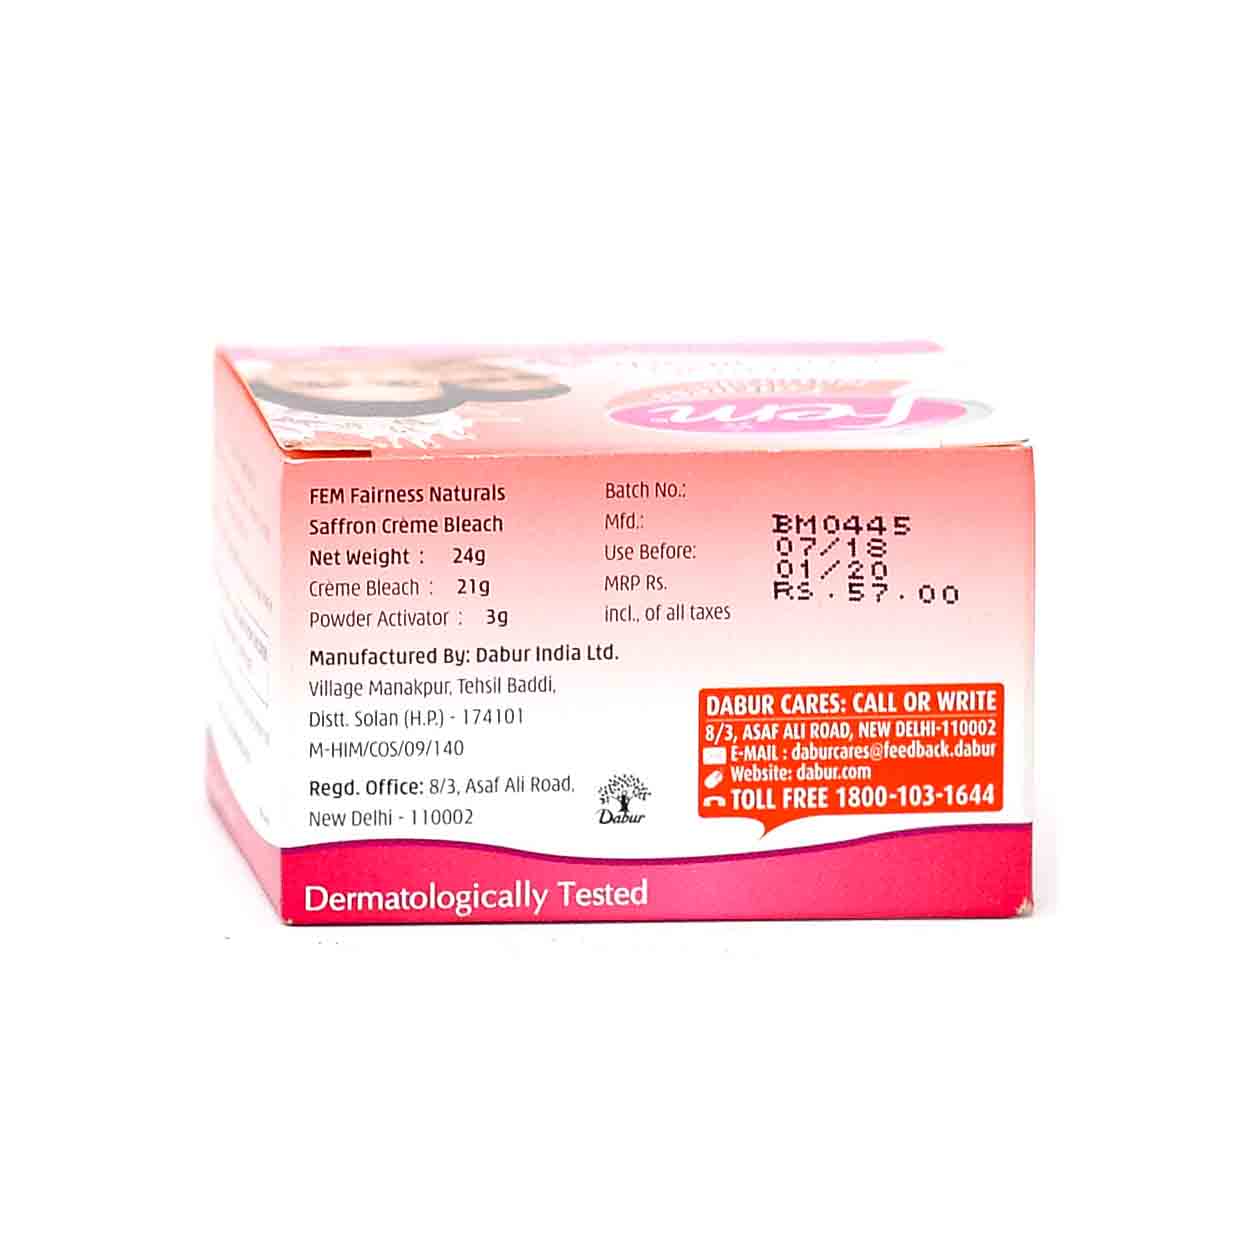 Fem
FEM Fairness Naturals
Saffron Crème Bleach
Net Weight : 24g
Crème Bleach : 21g
Powder Activator : 3g
Manufactured By: Dabur India Ltd.
Village Manakpur, Tehsil Baddi,
Distt. Solan (H.P.) - 174101
M-HIM/COS/09/140
Regd. Office: 8/3, Asaf Ali Road,
New Delhi - 110002
Dabur
Batch No.:
Mfd.:
Use Before:
MRP Rs.
incl., of all taxes
BM0445
07/18
01/20
RS.57.00
DABUR CARES: CALL OR WRITE
8/3, ASAF ALI ROAD, NEW DELHI-110002
E-MAIL : daburcares@feedback.dabur
Website: dabur.com
TOLL FREE 1800-103-1644
Dermatologically Tested